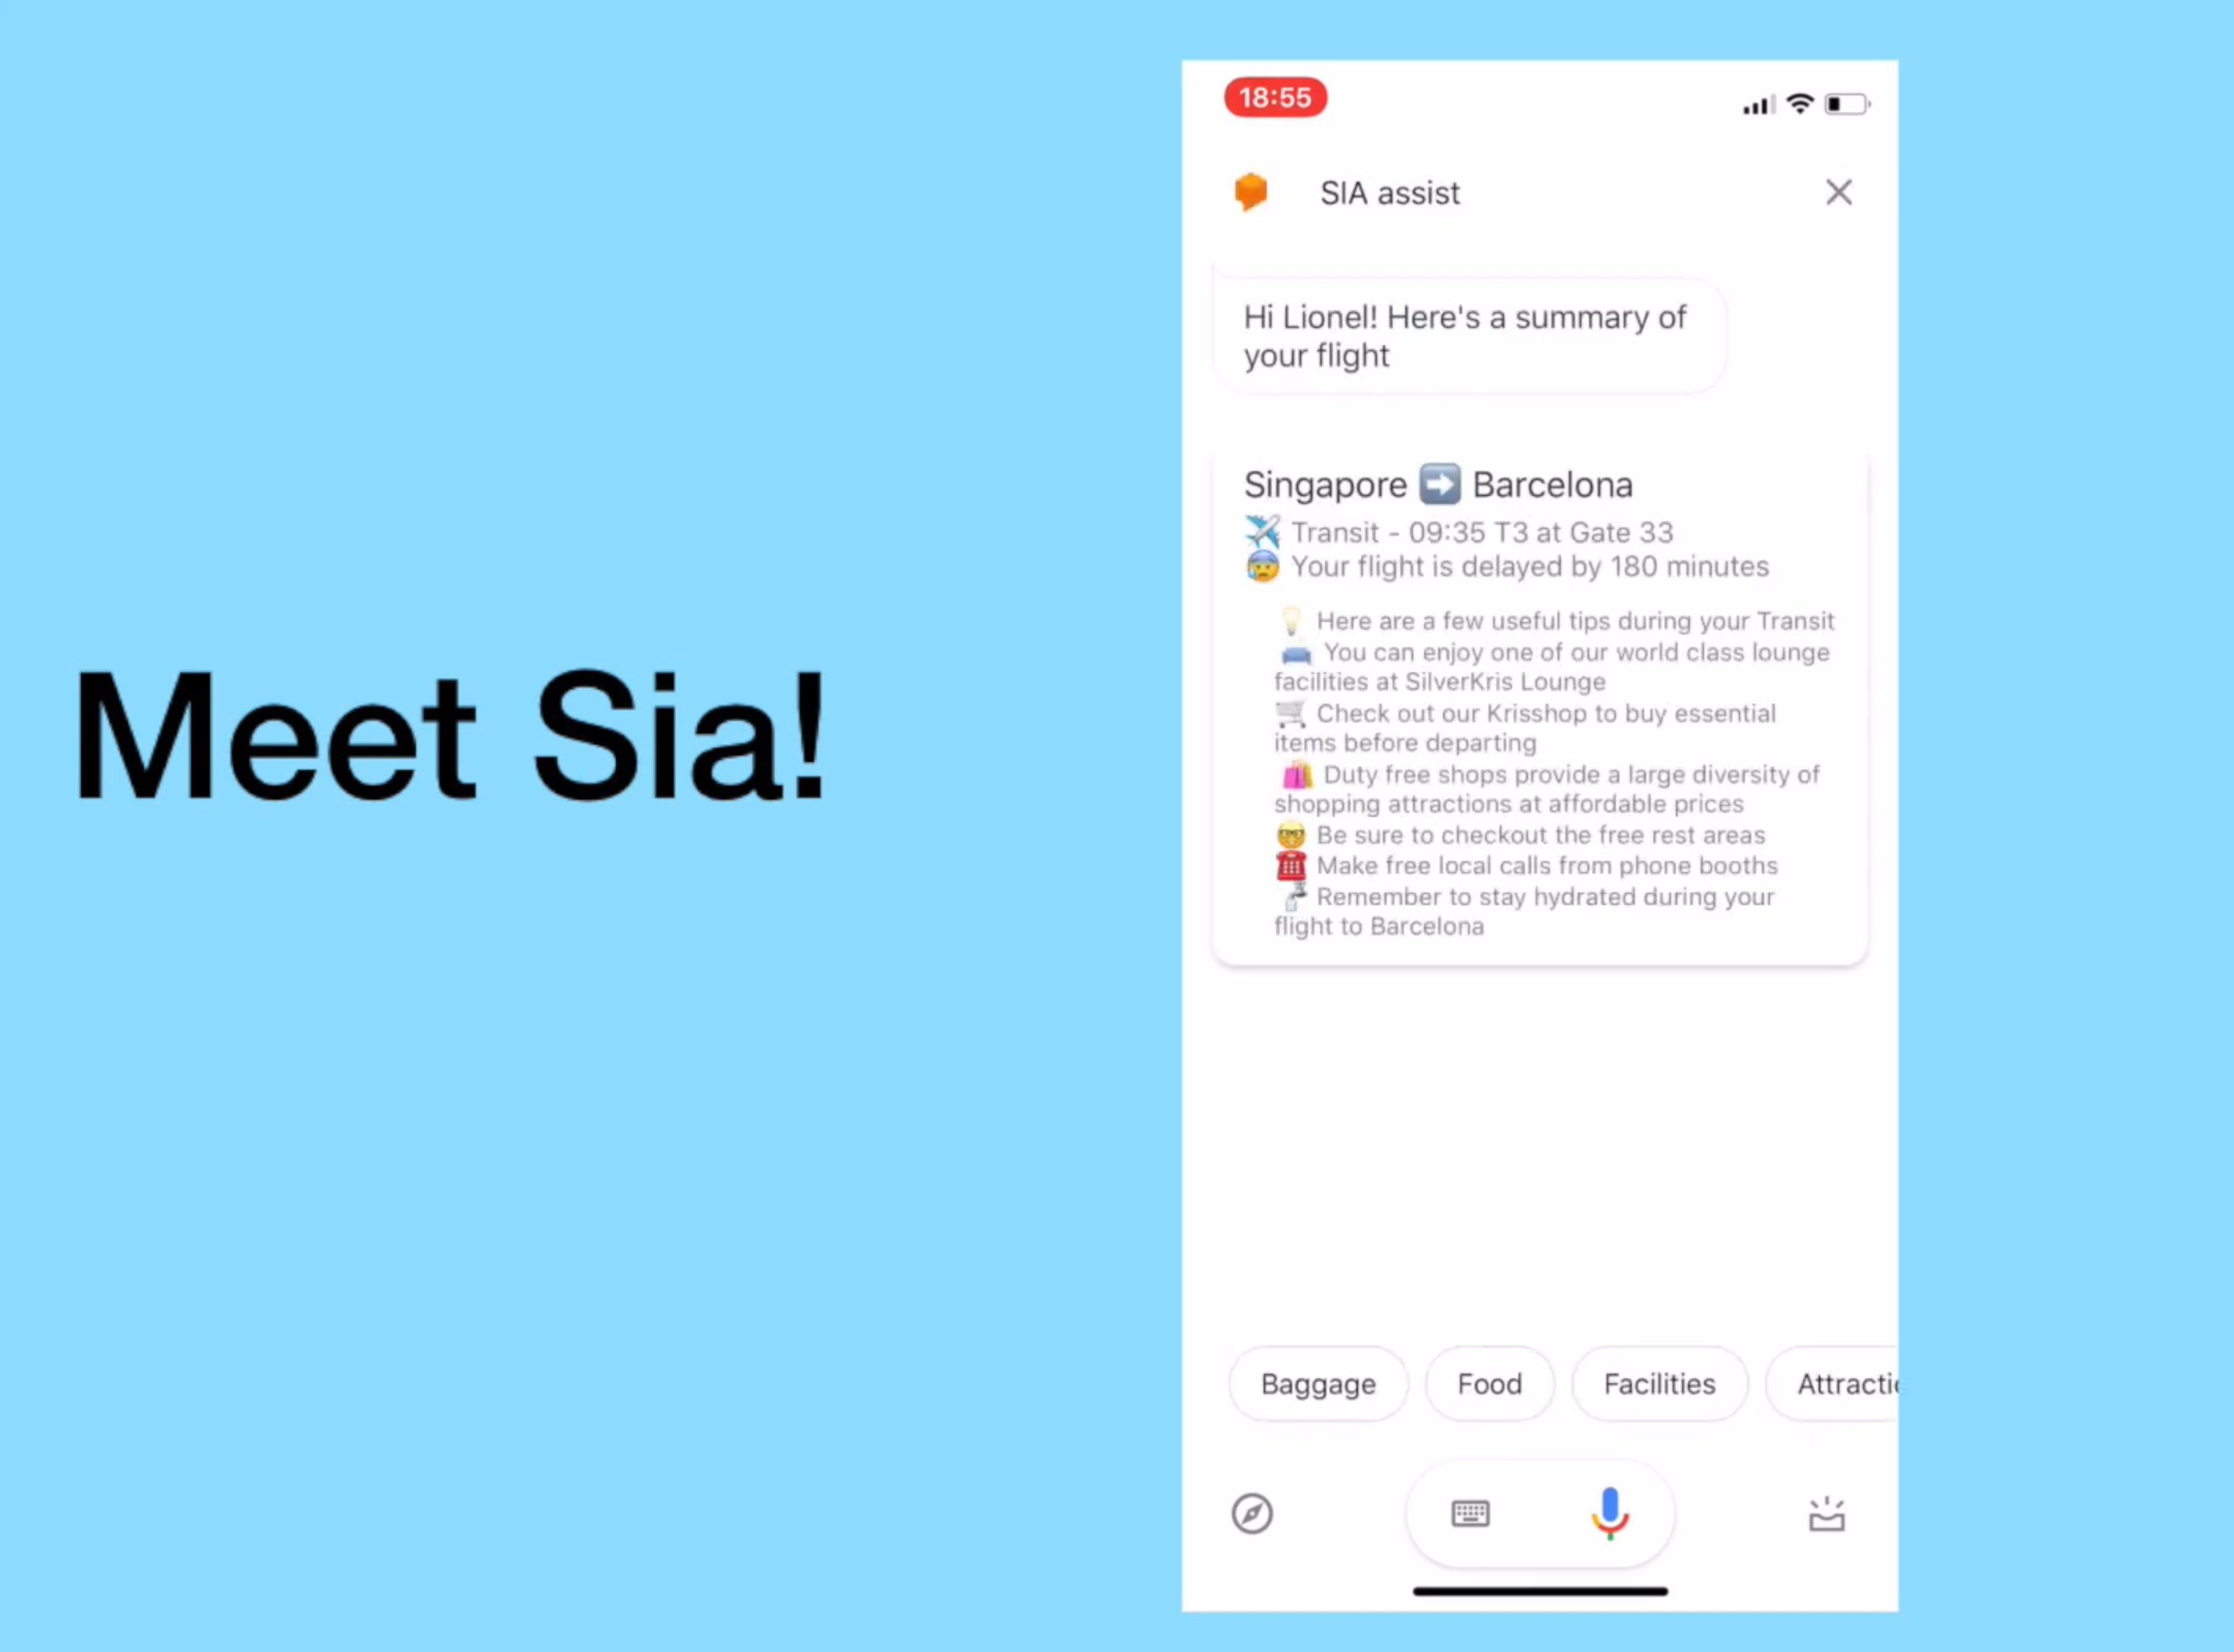 Meet Sia!
18:55
SIA assist
Hi Lionel! Here's a summary of
your flight
Singapore ➡️ Barcelona
✈️ Transit - 09:35 T3 at Gate 33
😰 Your flight is delayed by 180 minutes
💡 Here are a few useful tips during your Transit
🛋️ You can enjoy one of our world class lounge
facilities at SilverKris Lounge
🛒 Check out our Krisshop to buy essential
items before departing
🛍️ Duty free shops provide a large diversity of
shopping attractions at affordable prices
🤓 Be sure to checkout the free rest areas
☎️ Make free local calls from phone booths
🚰 Remember to stay hydrated during your
flight to Barcelona
Baggage
Food
Facilities
Attractic